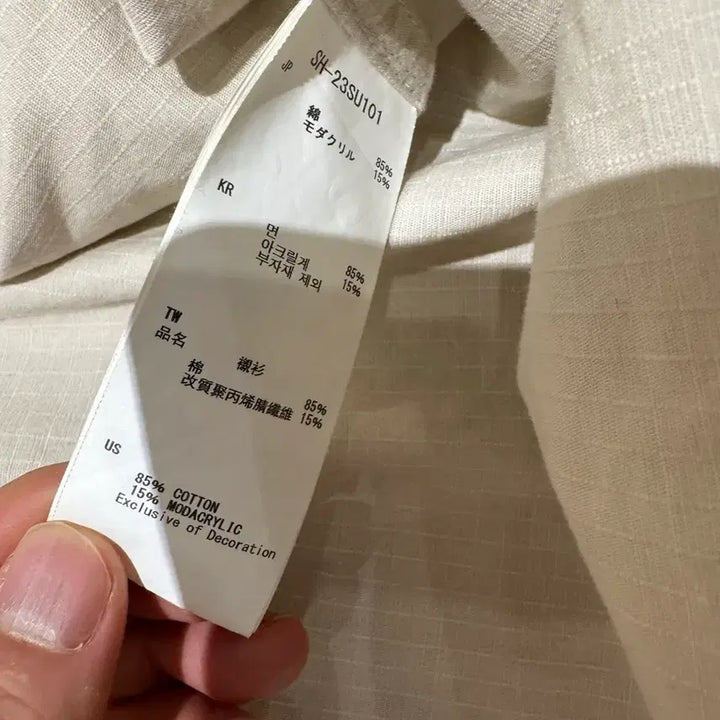 SH-23SU101
JP
綿 85%
モダクリル 15%
KR
면 85%
아크릴계 15%
부자재 제외
TW
品名 襯衫
棉 85%
改質聚丙烯腈纖維 15%
US
85% COTTON
15% MODACRYLIC
Exclusive of Decoration